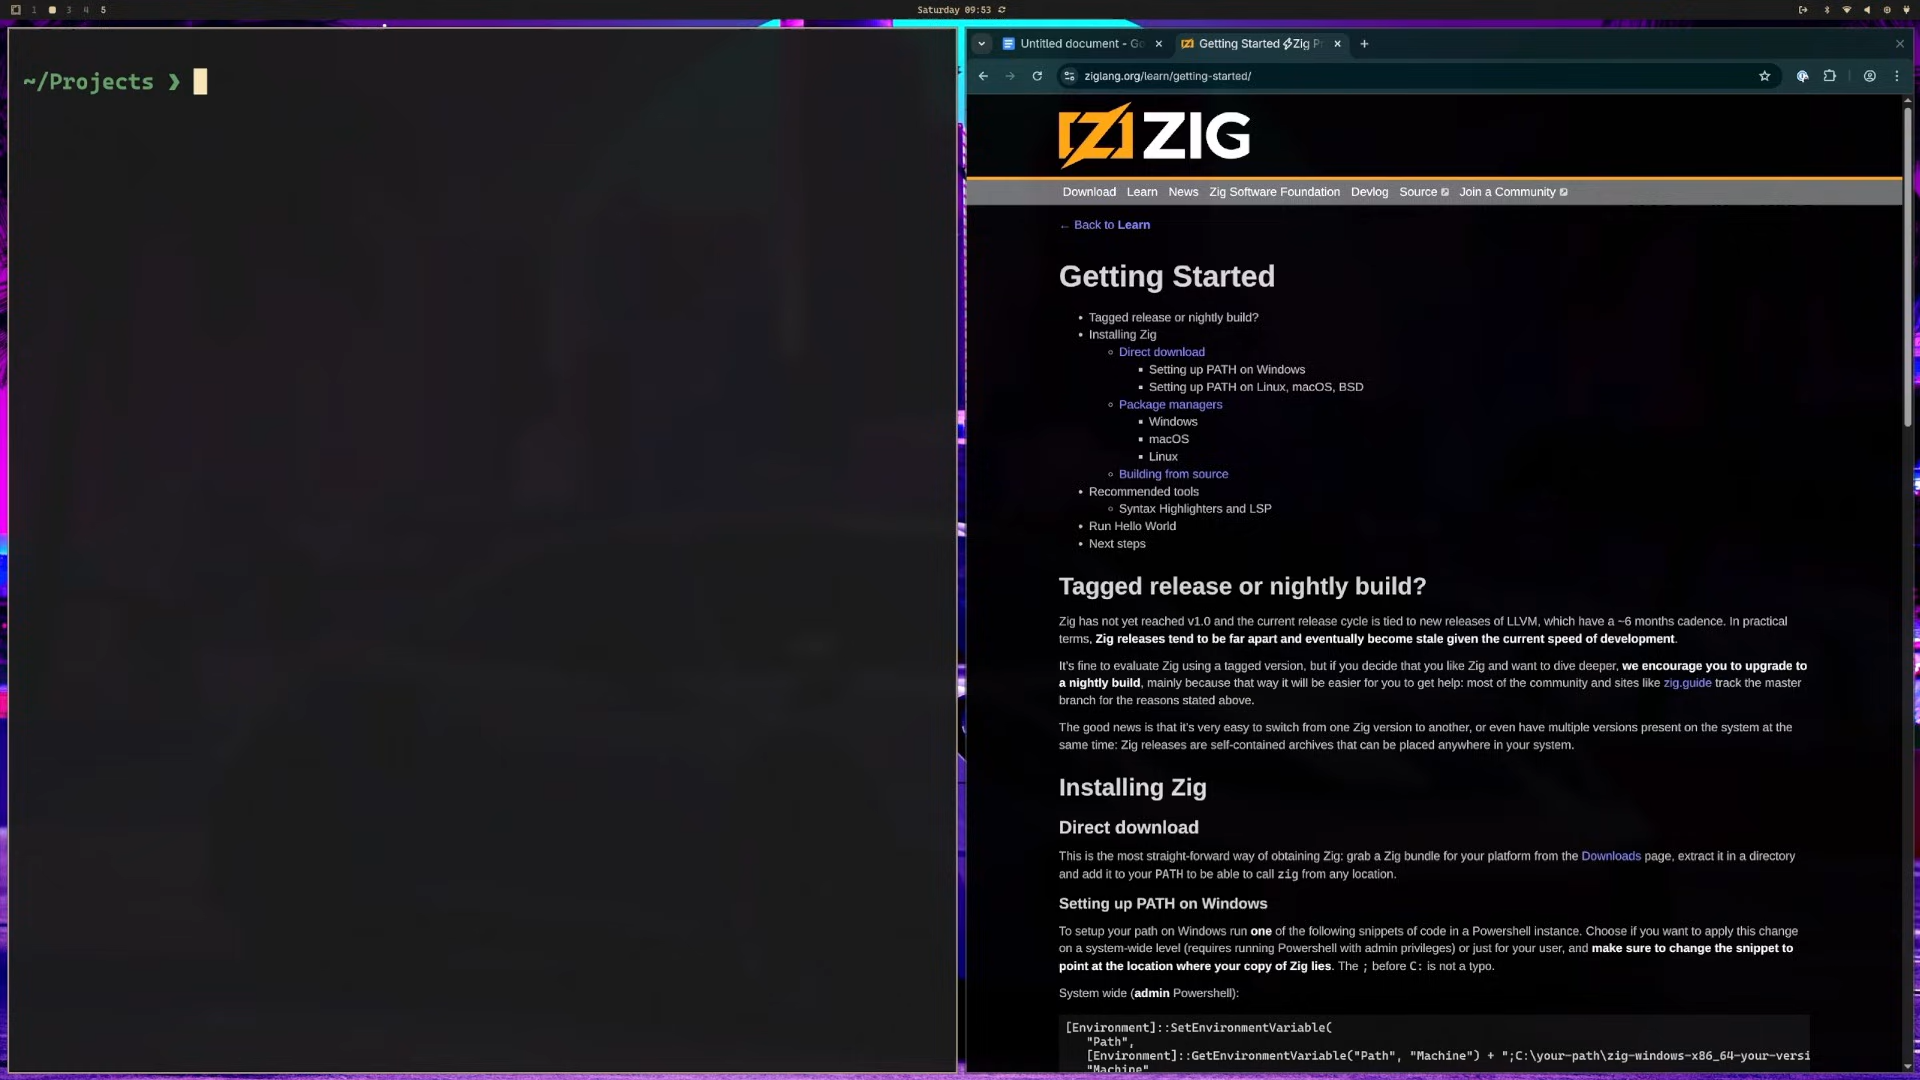 1 3 4 5
Saturday 09:53
~/Projects ❯
Untitled document - Go
Getting Started ⚡Zig P
ziglang.org/learn/getting-started/
ZIG
Download Learn News Zig Software Foundation Devlog Source Join a Community
← Back to Learn
Getting Started
• Tagged release or nightly build?
• Installing Zig
◦ Direct download
▪ Setting up PATH on Windows
▪ Setting up PATH on Linux, macOS, BSD
◦ Package managers
▪ Windows
▪ macOS
▪ Linux
◦ Building from source
• Recommended tools
◦ Syntax Highlighters and LSP
• Run Hello World
• Next steps
Tagged release or nightly build?
Zig has not yet reached v1.0 and the current release cycle is tied to new releases of LLVM, which have a ~6 months cadence. In practical
terms, Zig releases tend to be far apart and eventually become stale given the current speed of development.
It's fine to evaluate Zig using a tagged version, but if you decide that you like Zig and want to dive deeper, we encourage you to upgrade to
a nightly build, mainly because that way it will be easier for you to get help: most of the community and sites like zig.guide track the master
branch for the reasons stated above.
The good news is that it's very easy to switch from one Zig version to another, or even have multiple versions present on the system at the
same time: Zig releases are self-contained archives that can be placed anywhere in your system.
Installing Zig
Direct download
This is the most straight-forward way of obtaining Zig: grab a Zig bundle for your platform from the Downloads page, extract it in a directory
and add it to your PATH to be able to call zig from any location.
Setting up PATH on Windows
To setup your path on Windows run one of the following snippets of code in a Powershell instance. Choose if you want to apply this change
on a system-wide level (requires running Powershell with admin privileges) or just for your user, and make sure to change the snippet to
point at the location where your copy of Zig lies. The ; before C: is not a typo.
System wide (admin Powershell):
[Environment]::SetEnvironmentVariable(
"Path",
[Environment]::GetEnvironmentVariable("Path", "Machine") + ";C:\your-path\zig-windows-x86_64-your-versi
"Machine"